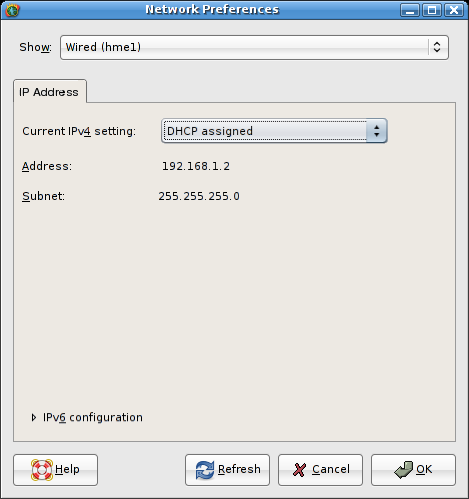 Network Preferences
Show: Wired (hme1)
IP Address
Current IPv4 setting: DHCP assigned
Address: 192.168.1.2
Subnet: 255.255.255.0
IPv6 configuration
Help Refresh Cancel OK